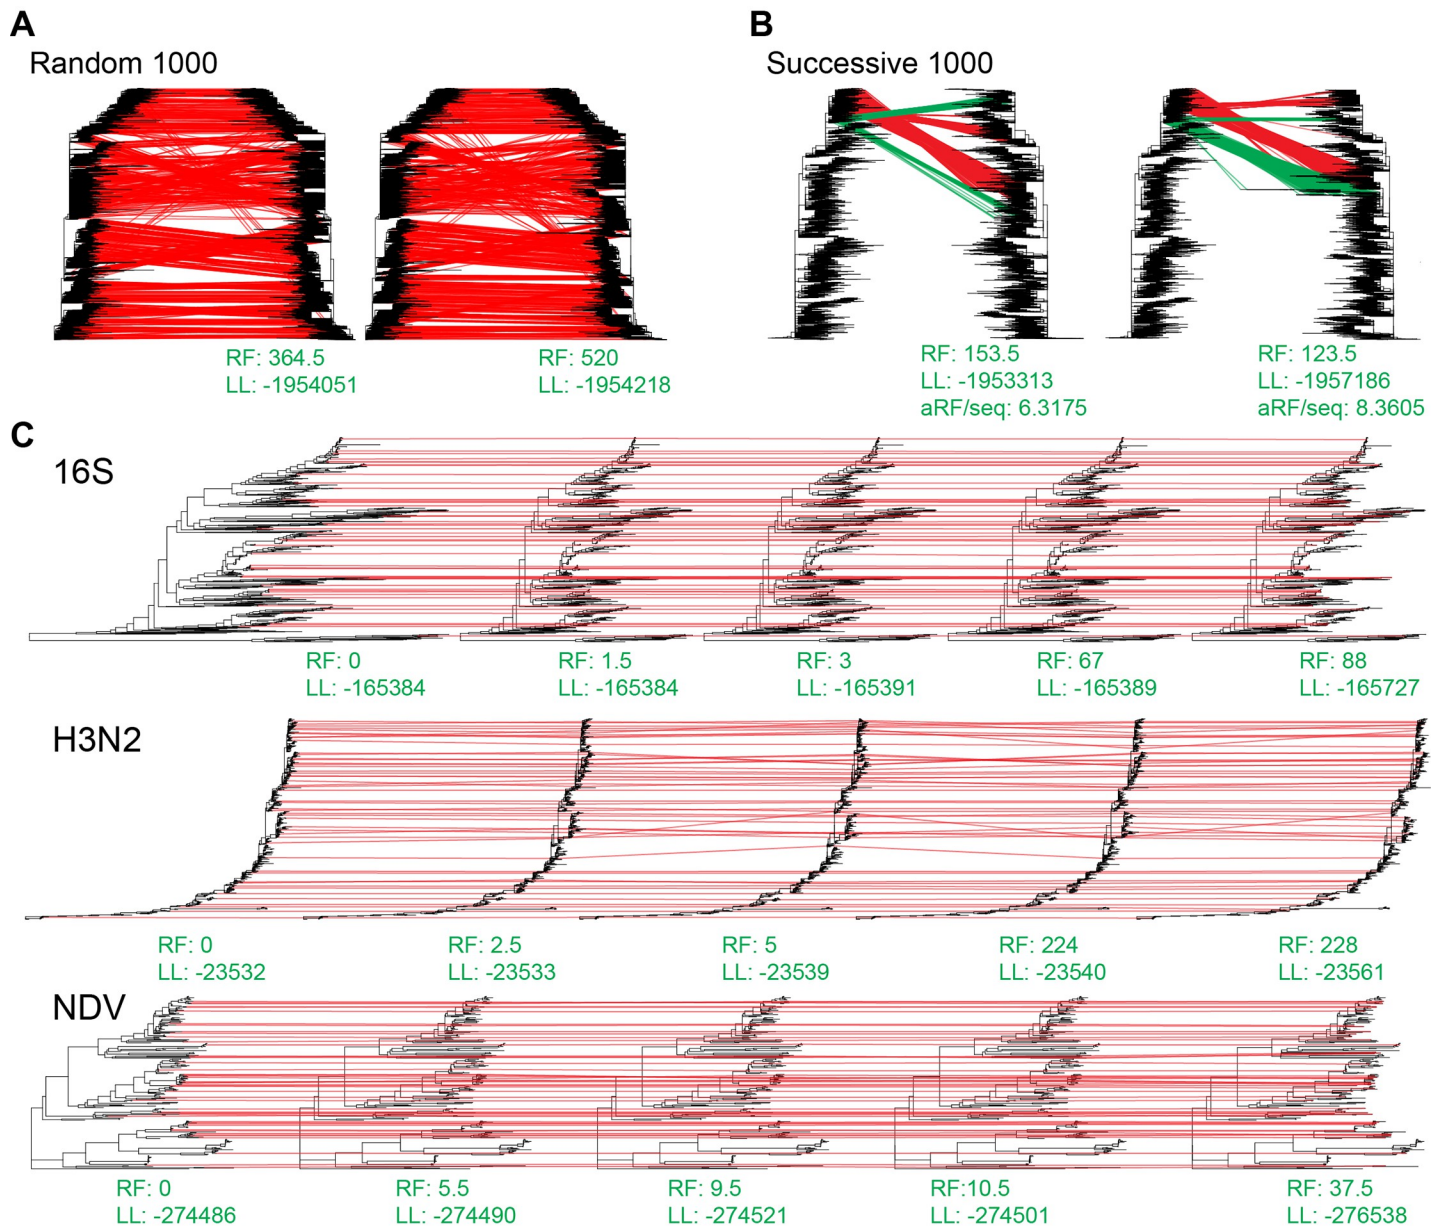 A
B
Random 1000
Successive 1000
RF: 364.5
LL: -1954051
RF: 520
LL: -1954218
RF: 153.5
LL: -1953313
aRF/seq: 6.3175
RF: 123.5
LL: -1957186
aRF/seq: 8.3605
C
16S
RF: 0
LL: -165384
RF: 1.5
LL: -165384
RF: 3
LL: -165391
RF: 67
LL: -165389
RF: 88
LL: -165727
H3N2
RF: 0
LL: -23532
RF: 2.5
LL: -23533
RF: 5
LL: -23539
RF: 224
LL: -23540
RF: 228
LL: -23561
NDV
RF: 0
LL: -274486
RF: 5.5
LL: -274490
RF: 9.5
LL: -274521
RF:10.5
LL: -274501
RF: 37.5
LL: -276538